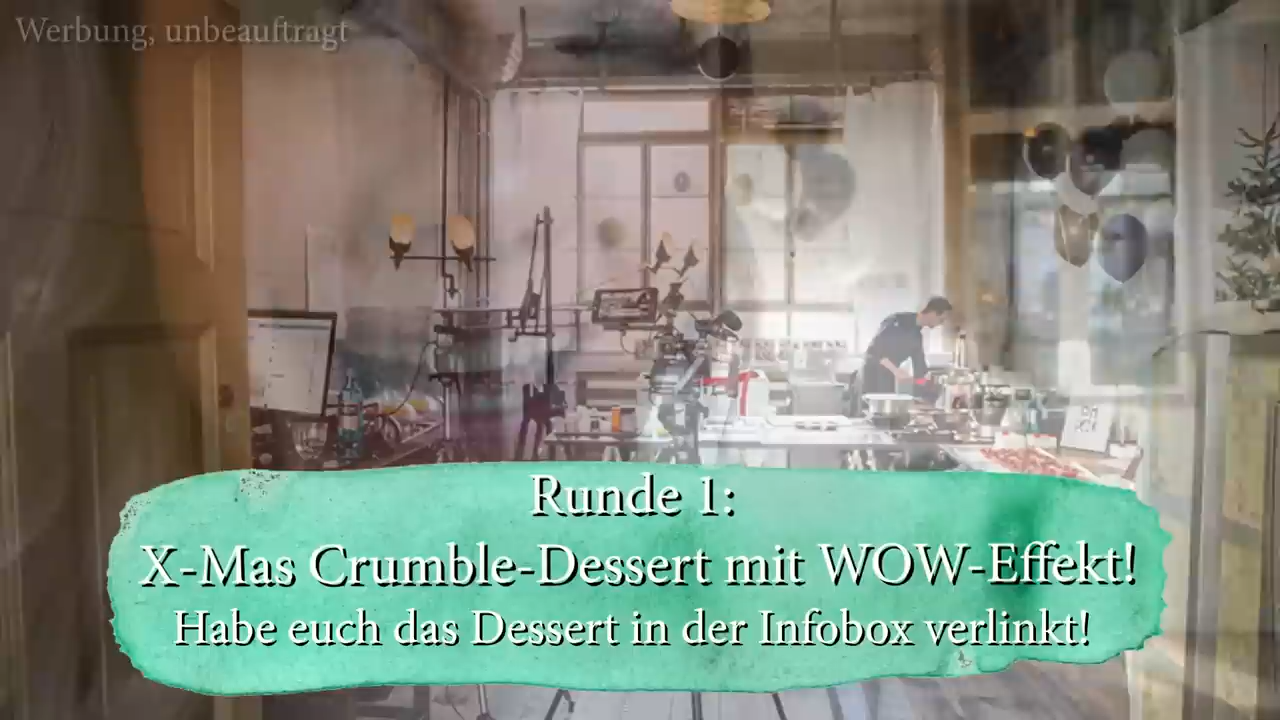 Werbung, unbeauftragt
Runde 1:
X-Mas Crumble-Dessert mit WOW-Effekt!
Habe euch das Dessert in der Infobox verlinkt!